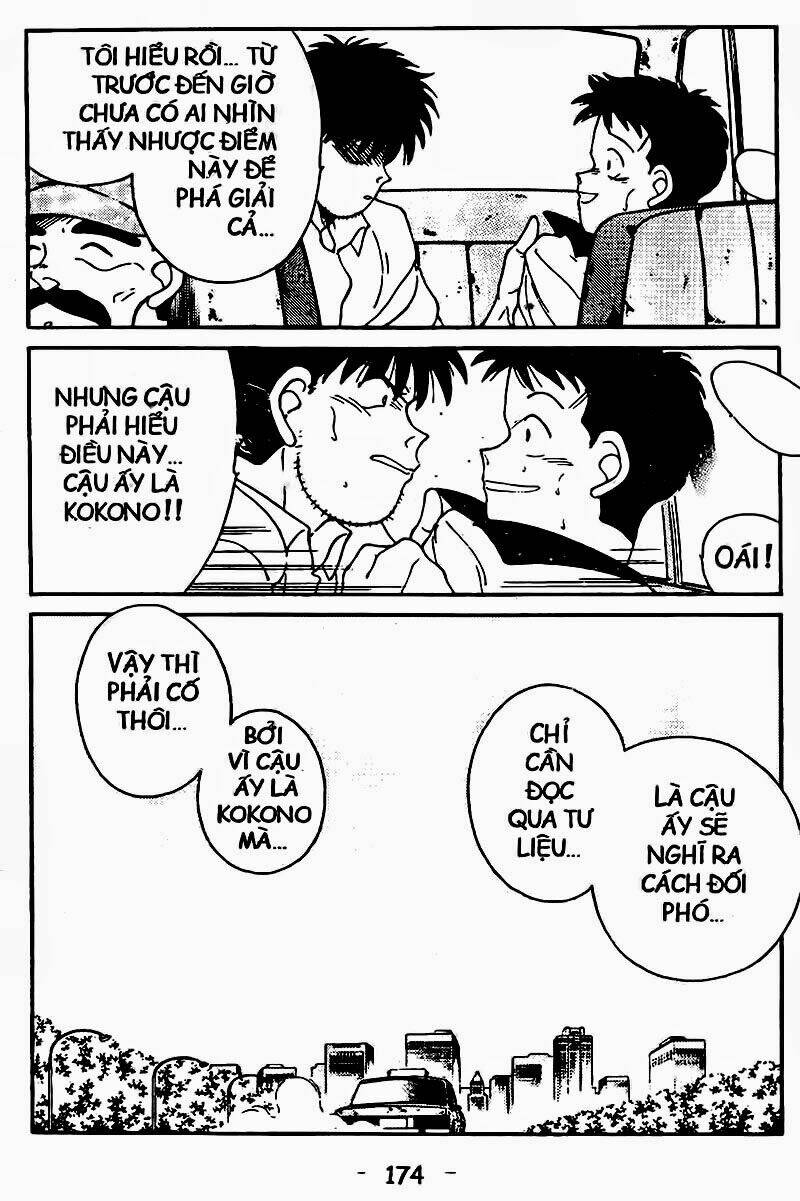 TÔI HIỂU RỒI... TỪ
TRƯỚC ĐẾN GIỜ
CHƯA CÓ AI NHÌN
THẤY NHƯỢC ĐIỂM
NÀY ĐỂ
PHÁ GIẢI
CẢ...
NHƯNG CẬU
PHẢI HIỂU
ĐIỀU NÀY...
CẬU ẤY LÀ
KOKONO!!
OÁI!
VẬY THÌ
PHẢI CỐ
THÔI...
BỞI
VÌ CẬU
ẤY LÀ
KOKONO
MÀ...
CHỈ
CẦN
ĐỌC
QUA TƯ
LIỆU...
LÀ CẬU
ẤY SẼ
NGHĨ RA
CÁCH ĐỐI
PHÓ...
- 174 -